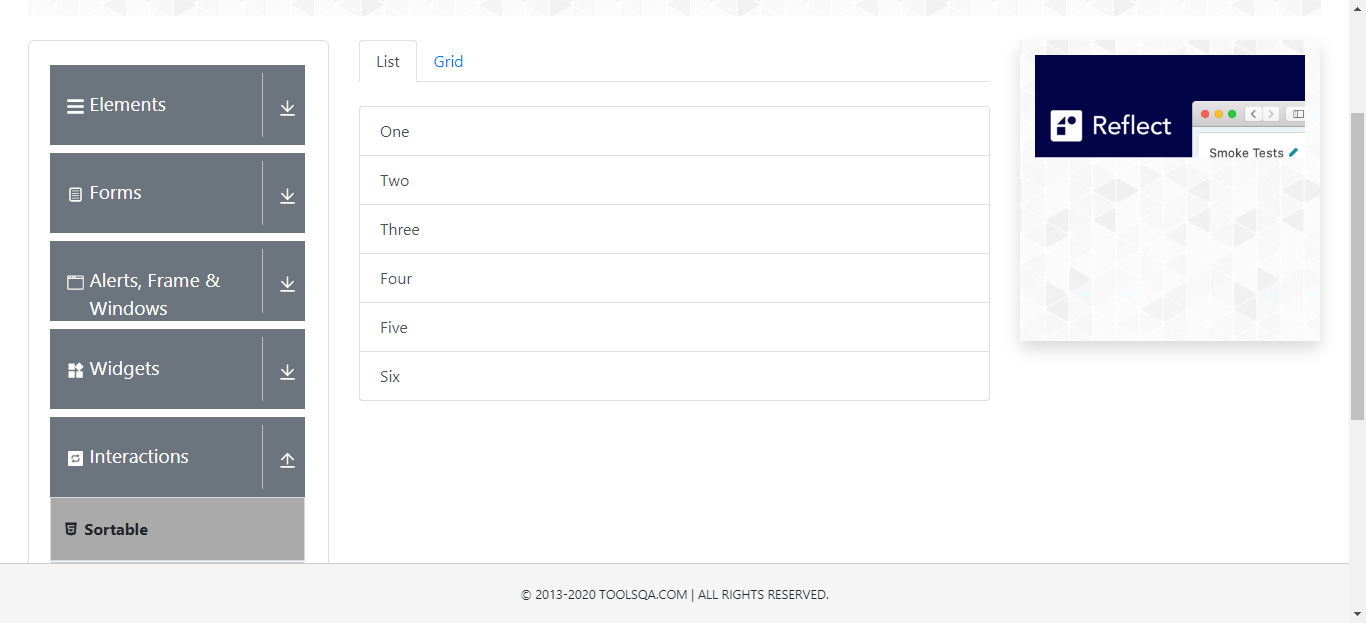 Elements
Forms
Alerts, Frame &
Windows
Widgets
Interactions
Sortable
List Grid
One
Two
Three
Four
Five
Six
Reflect
Smoke Tests
© 2013-2020 TOOLSQA.COM | ALL RIGHTS RESERVED.